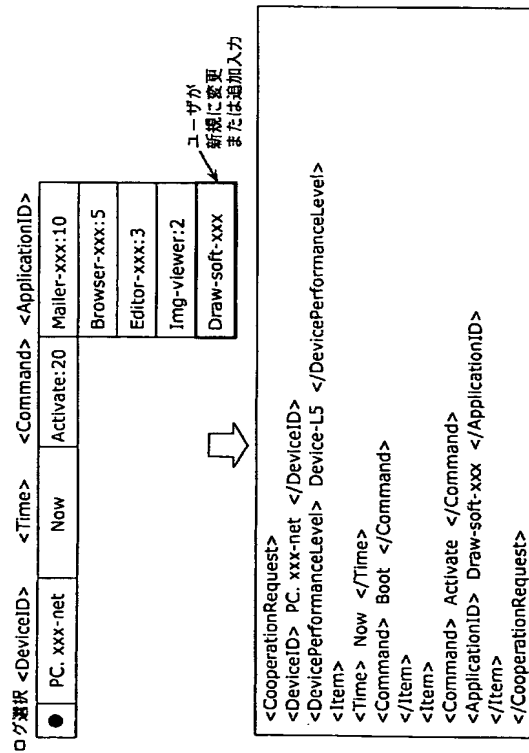 ログ選択 <DeviceID> <Time> <Command> <ApplicationID>
● PC. xxx-net Now Activate:20 Mailer-xxx:10
Browser-xxx:5
Editor-xxx:3
Img-viewer:2
Draw-soft-xxx
ユーザが
新規に変更
または追加入力
<CooperationRequest>
<DeviceID> PC. xxx-net </DeviceID>
<DevicePerformanceLevel> Device-L5 </DevicePerformanceLevel>
<Item>
<Time> Now </Time>
<Command> Boot </Command>
</Item>
<Item>
<Command> Activate </Command>
<ApplicationID> Draw-soft-xxx </ApplicationID>
</Item>
</CooperationRequest>